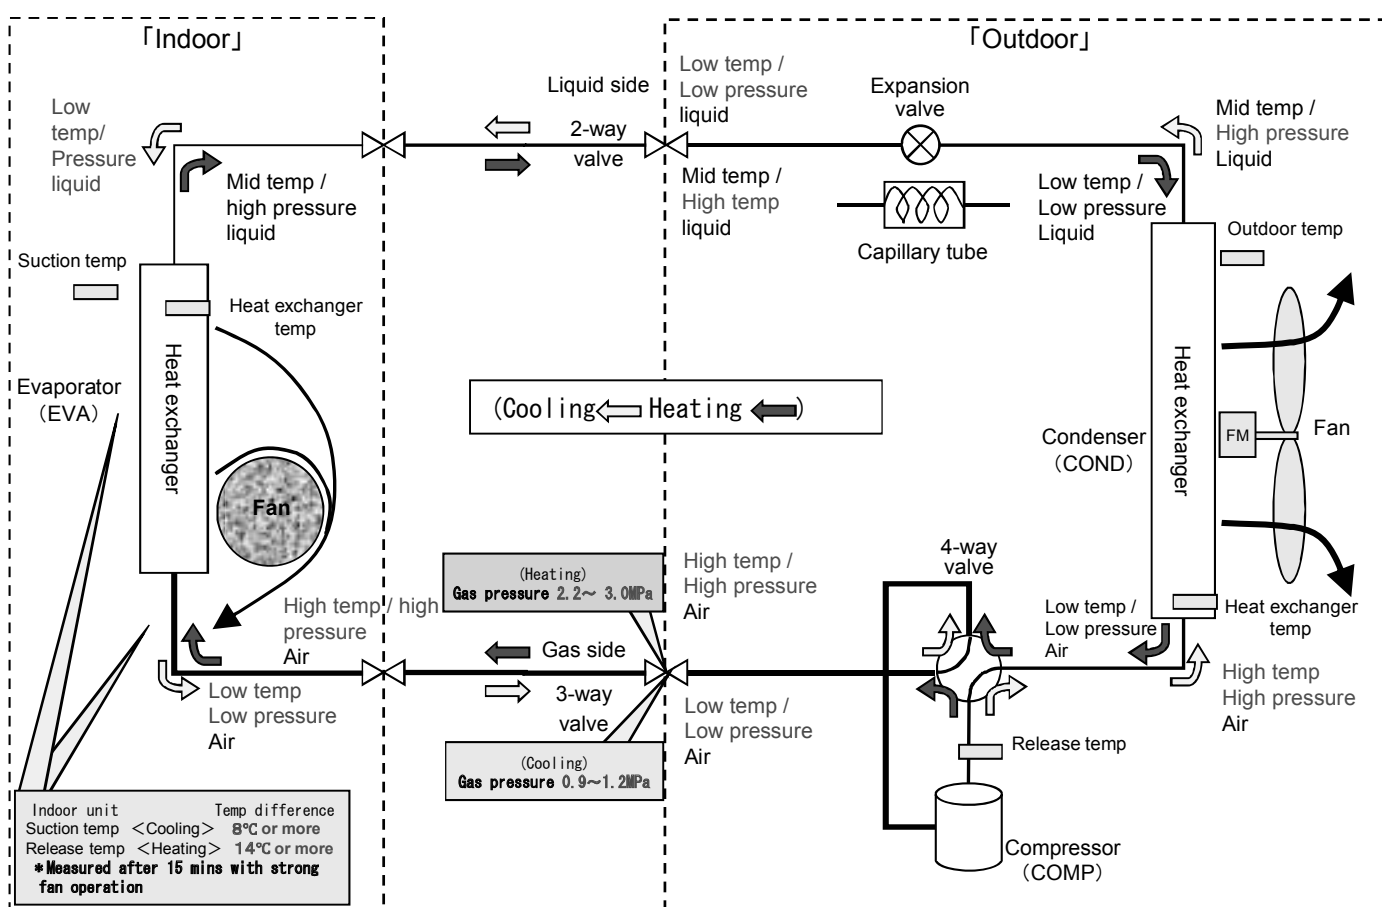 「Indoor」
「Outdoor」
Low
temp/
Pressure
liquid
Mid temp /
high pressure
liquid
Suction temp
Heat exchanger
temp
Heat exchanger
Evaporator
（EVA）
Fan
High temp / high
pressure
Air
Low temp
Low pressure
Air
Indoor unit　Temp difference
Suction temp ＜Cooling＞ 8℃ or more
Release temp ＜Heating＞ 14℃ or more
＊Measured after 15 mins with strong
fan operation
Liquid side
2-way
valve
(Cooling Heating )
(Heating)
Gas pressure 2.2～ 3.0MPa
Gas side
3-way
valve
(Cooling)
Gas pressure 0.9～1.2MPa
Low temp /
Low pressure
liquid
Mid temp /
High temp
liquid
Expansion
valve
Capillary tube
Mid temp /
High pressure
Liquid
Low temp /
Low pressure
Liquid
Outdoor temp
Heat exchanger
Condenser
（COND）
FM
Fan
High temp /
High pressure
Air
4-way
valve
Low temp /
Low pressure
Air
Heat exchanger
temp
High temp
High pressure
Air
Low temp /
Low pressure
Air
Release temp
Compressor
（COMP）